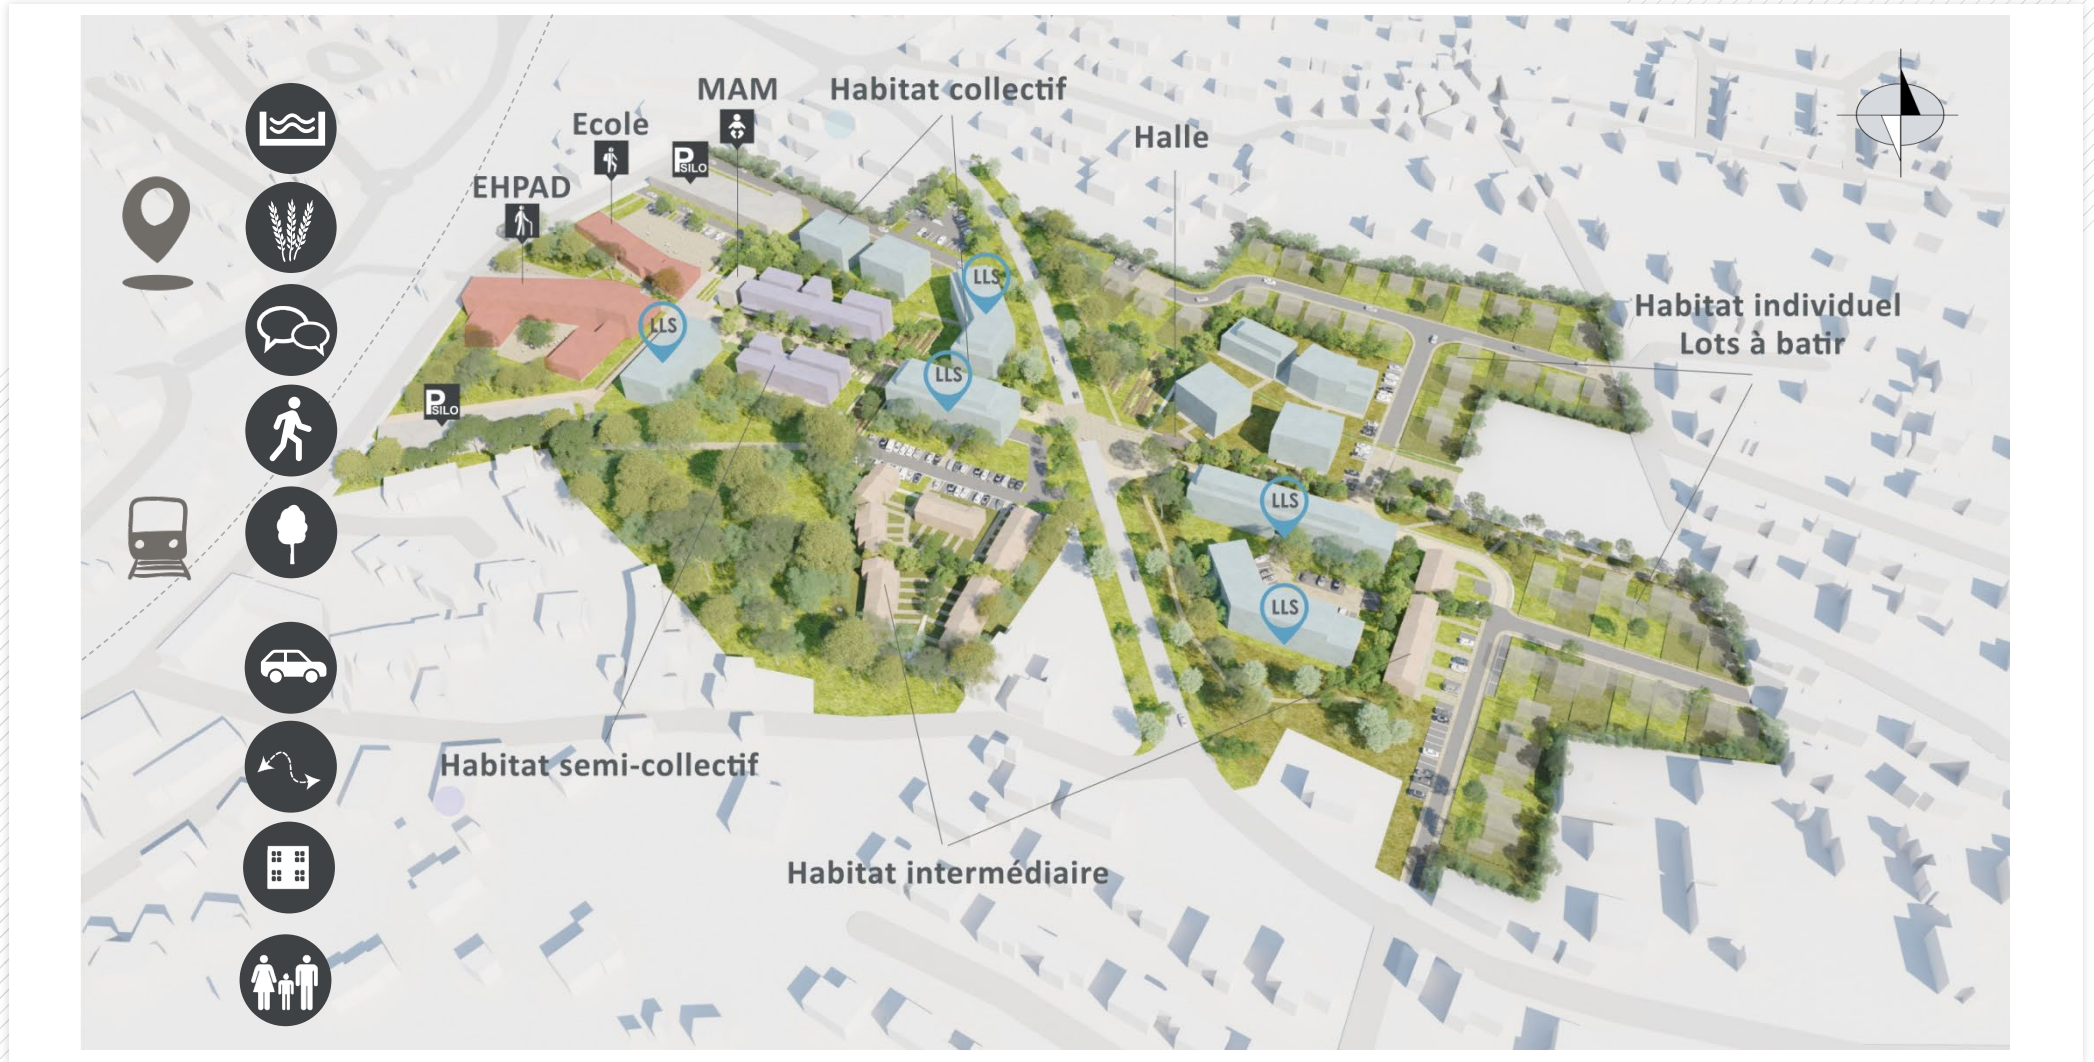 MAM
Habitat collectif
Ecole
Halle
P
SILO
EHPAD
LLS
Habitat individuel
Lots à batir
LLS
LLS
P
SILO
LLS
LLS
Habitat semi-collectif
Habitat intermédiaire